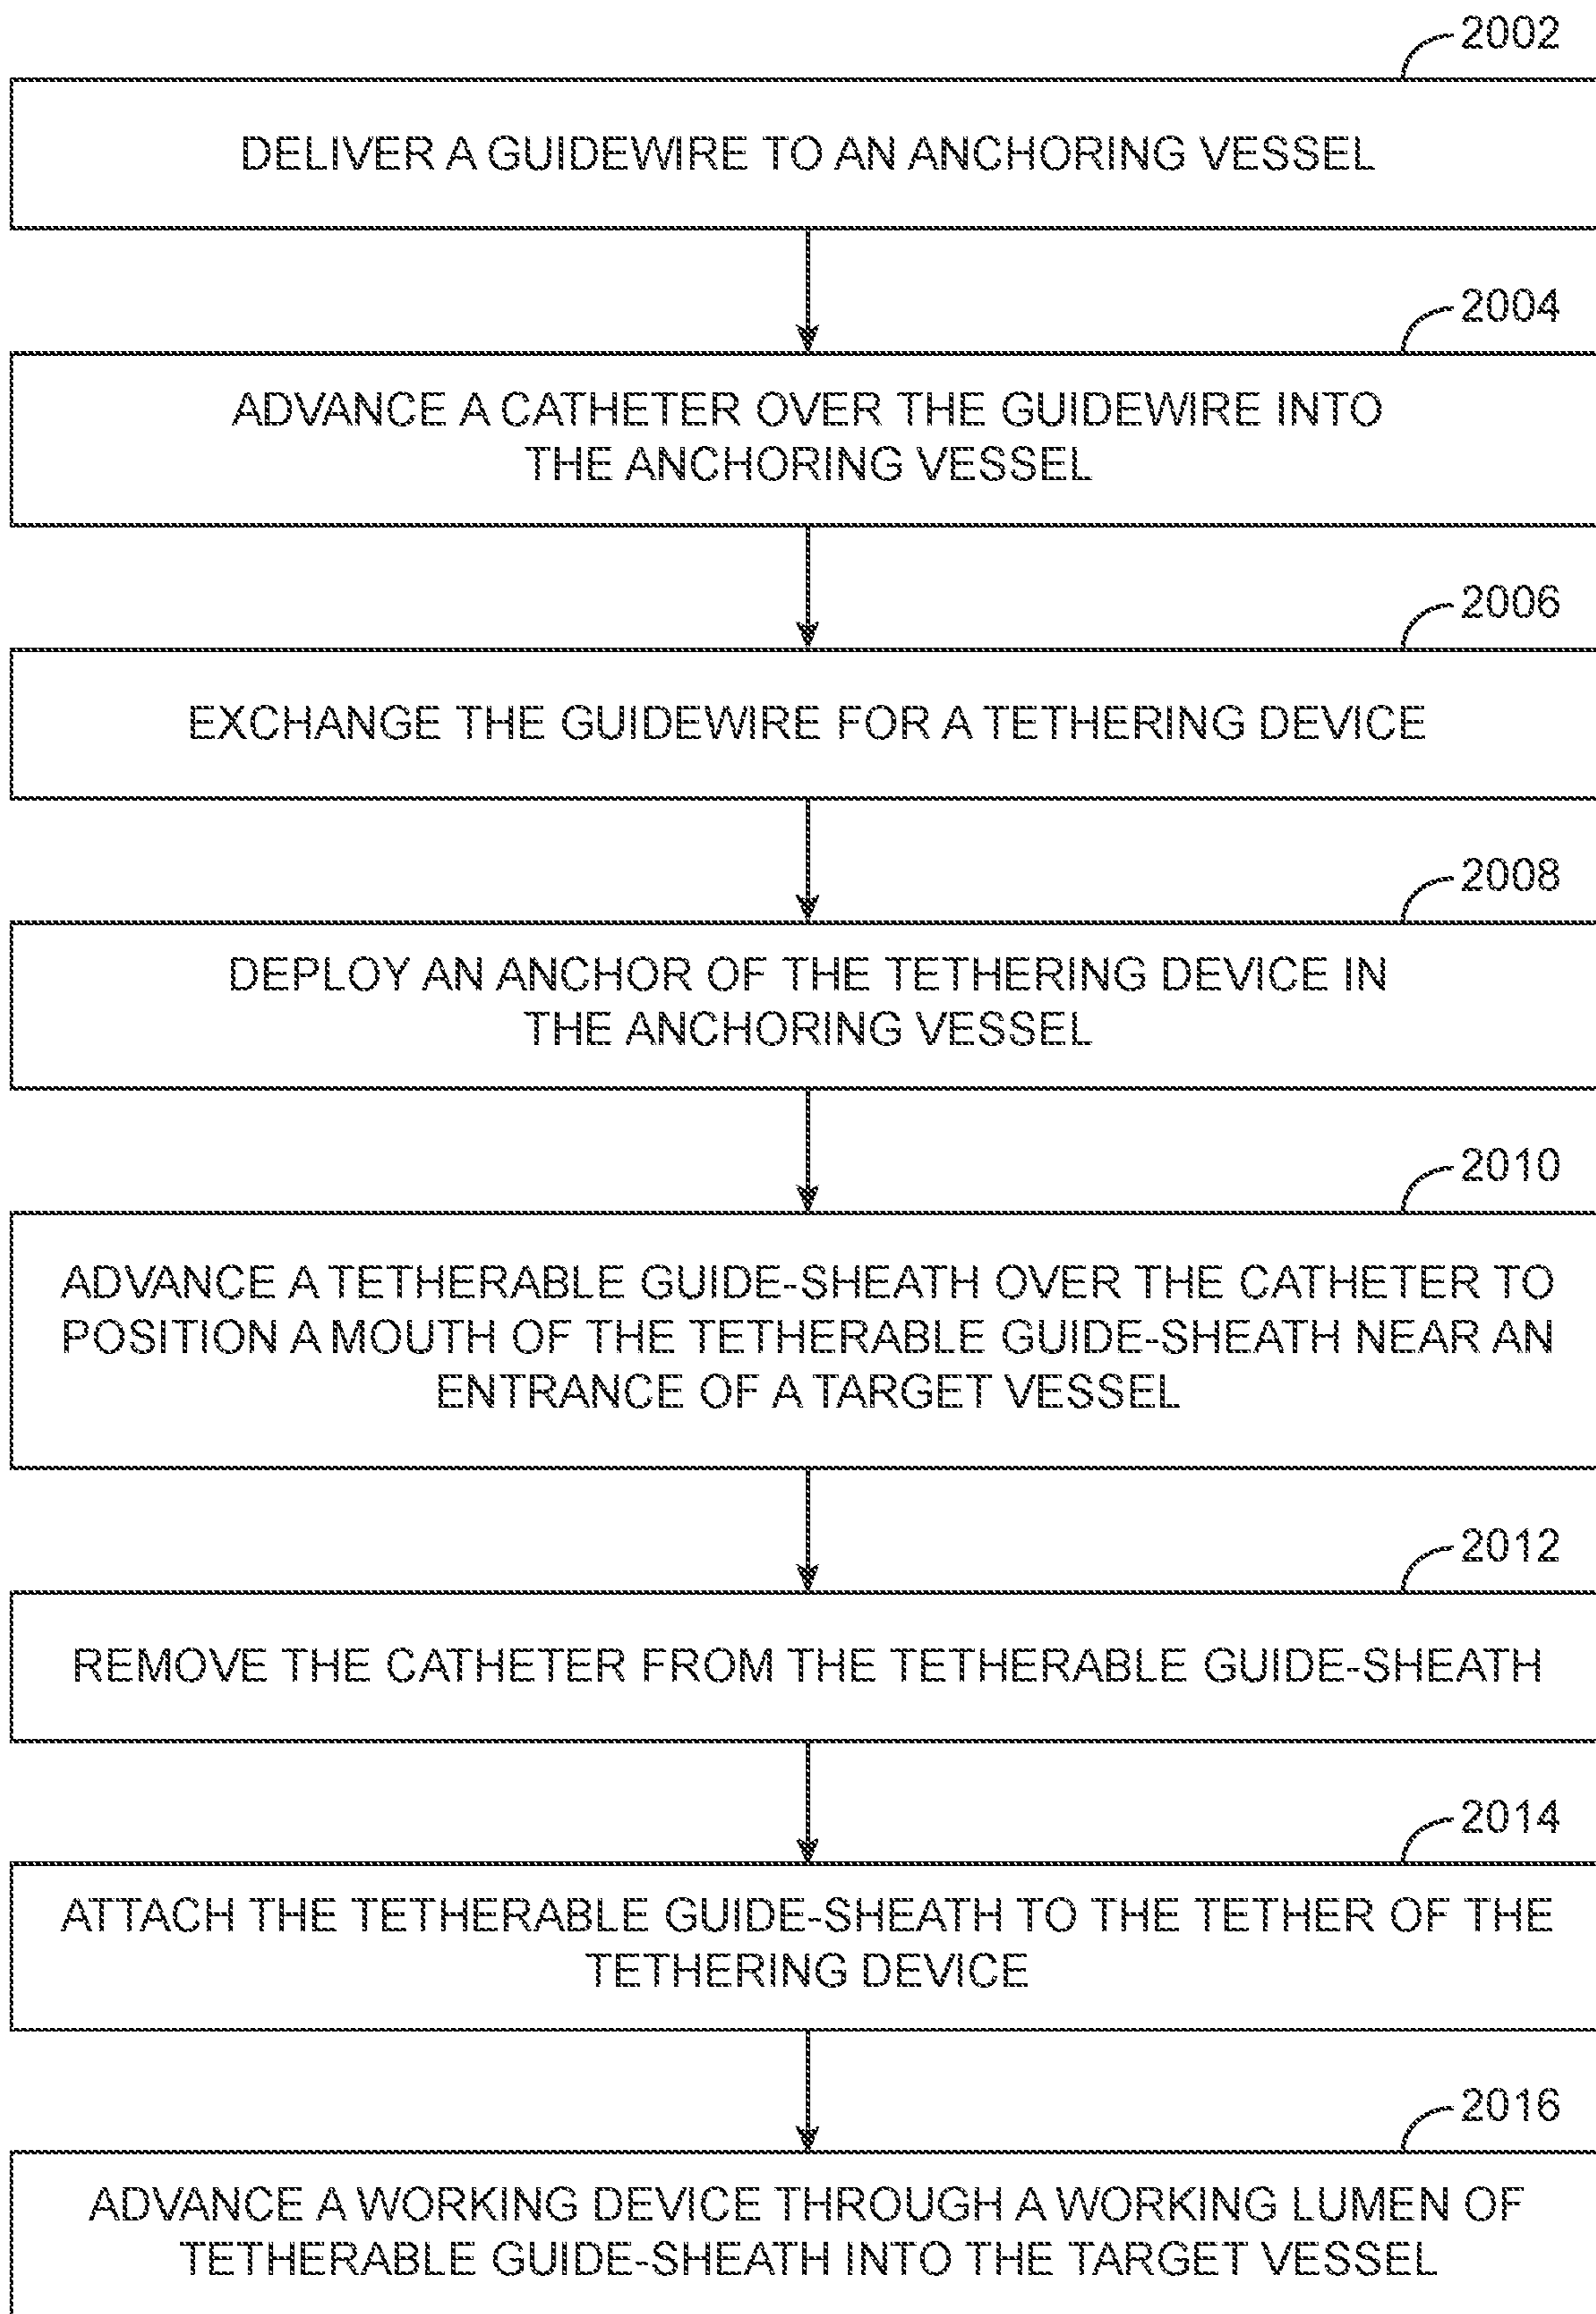 2002
DELIVER A GUIDEWIRE TO AN ANCHORING VESSEL
2004
ADVANCE A CATHETER OVER THE GUIDEWIRE INTO
THE ANCHORING VESSEL
2006
EXCHANGE THE GUIDEWIRE FOR A TETHERING DEVICE
2008
DEPLOY AN ANCHOR OF THE TETHERING DEVICE IN
THE ANCHORING VESSEL
2010
ADVANCE A TETHERABLE GUIDE-SHEATH OVER THE CATHETER TO
POSITION A MOUTH OF THE TETHERABLE GUIDE-SHEATH NEAR AN
ENTRANCE OF A TARGET VESSEL
2012
REMOVE THE CATHETER FROM THE TETHERABLE GUIDE-SHEATH
2014
ATTACH THE TETHERABLE GUIDE-SHEATH TO THE TETHER OF THE
TETHERING DEVICE
2016
ADVANCE A WORKING DEVICE THROUGH A WORKING LUMEN OF
TETHERABLE GUIDE-SHEATH INTO THE TARGET VESSEL